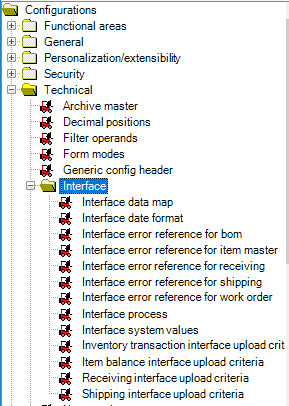 Configurations
Functional areas
General
Personalization/extensibility
Security
Technical
Archive master
Decimal positions
Filter operands
Form modes
Generic config header
Interface
Interface data map
Interface date format
Interface error reference for bom
Interface error reference for item master
Interface error reference for receiving
Interface error reference for shipping
Interface error reference for work order
Interface process
Interface system values
Inventory transaction interface upload crit
Item balance interface upload criteria
Receiving interface upload criteria
Shipping interface upload criteria